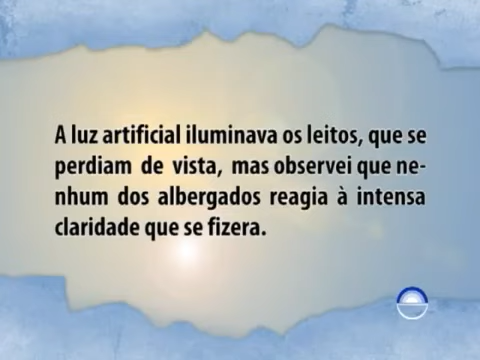 A luz artificial iluminava os leitos, que se
perdiam de vista, mas observei que ne-
nhum dos albergados reagia à intensa
claridade que se fizera.